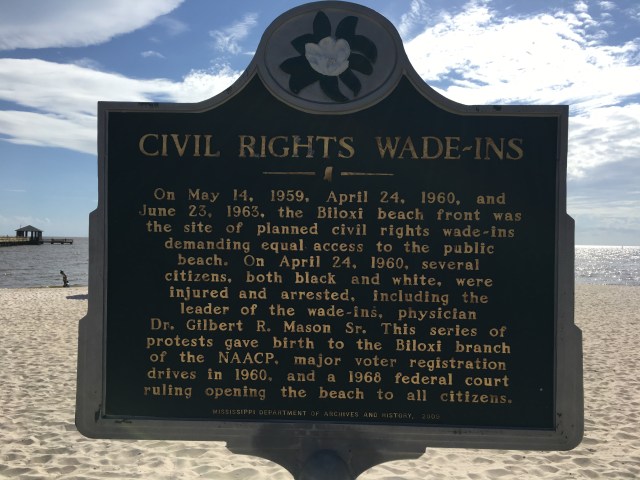 CIVIL RIGHTS WADE-INS
On May 14, 1959, April 24, 1960, and
June 23, 1963, the Biloxi beach front was
the site of planned civil rights wade-ins
demanding equal access to the public
beach. On April 24, 1960, several
citizens, both black and white, were
injured and arrested, including the
leader of the wade-ins, physician
Dr. Gilbert R. Mason Sr. This series of
protests gave birth to the Biloxi branch
of the NAACP, major voter registration
drives in 1960, and a 1968 federal court
ruling opening the beach to all citizens.
MISSISSIPPI DEPARTMENT OF ARCHIVES AND HISTORY, 2009